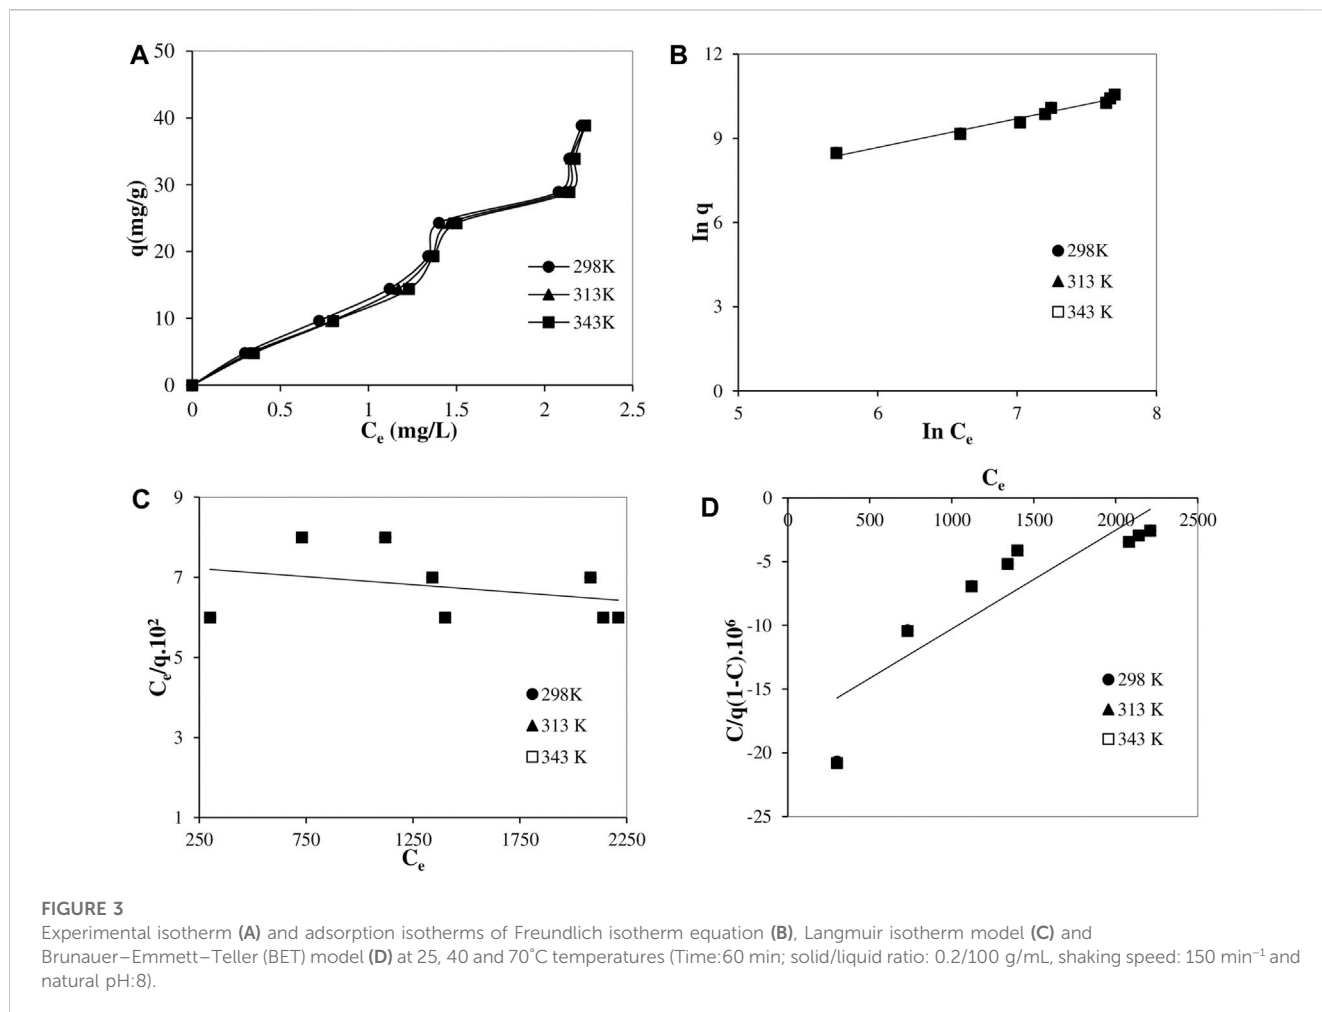 A
50
40
30
20
10
0
q(mg/g)
298K
313K
343K
0 0.5 1 1.5 2 2.5
Ce (mg/L)
B
12
9
6
3
0
In q
298K
313 K
343 K
5 6 7 8
In Ce
C
9
7
5
3
1
Ce/q.10²
298K
313 K
343 K
250 750 1250 1750 2250
Ce
D
Ce
0 500 1000 1500 2000 2500
0
-5
-10
-15
-20
-25
C/q(1-C).10⁶
298 K
313 K
343 K
FIGURE 3
Experimental isotherm (A) and adsorption isotherms of Freundlich isotherm equation (B), Langmuir isotherm model (C) and
Brunauer–Emmett–Teller (BET) model (D) at 25, 40 and 70°C temperatures (Time:60 min; solid/liquid ratio: 0.2/100 g/mL, shaking speed: 150 min⁻¹ and
natural pH:8).